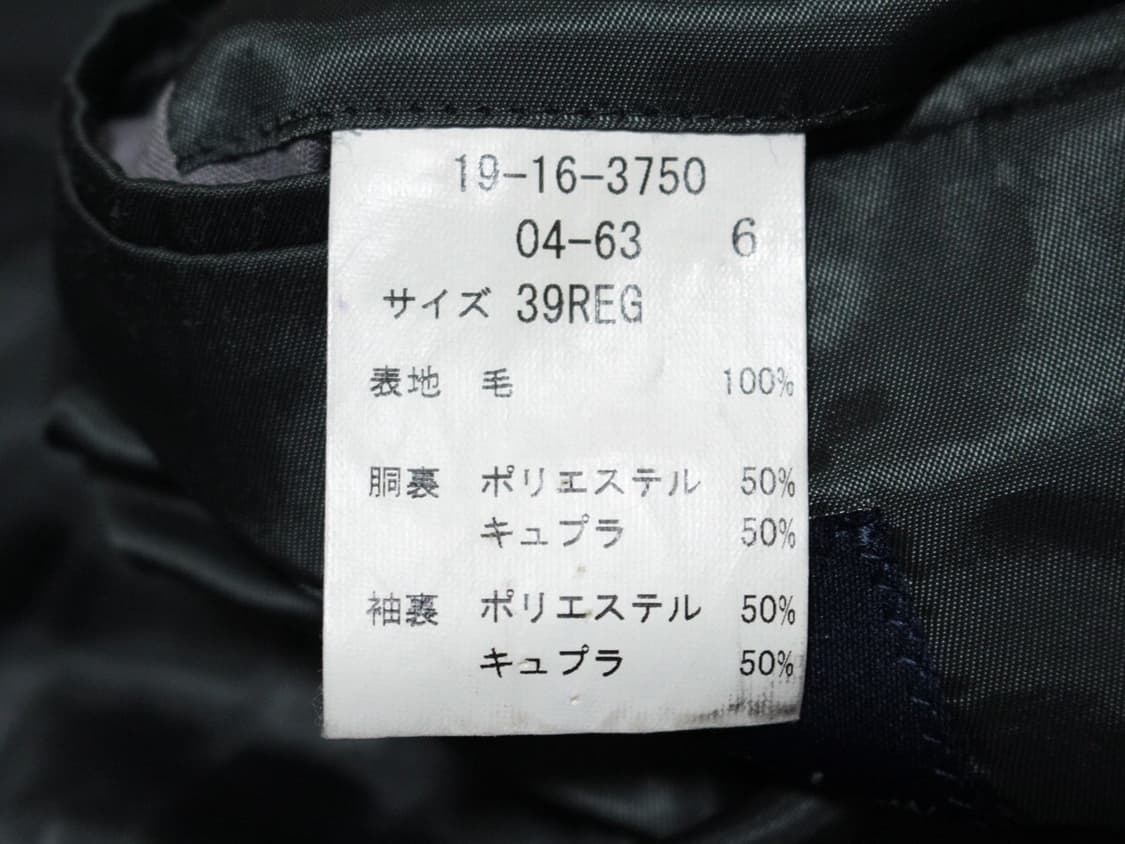 19-16-3750
04-63 6
サイズ 39REG
表地 毛 100%
胴裏 ポリエステル 50%
キュプラ 50%
袖裏 ポリエステル 50%
キュプラ 50%